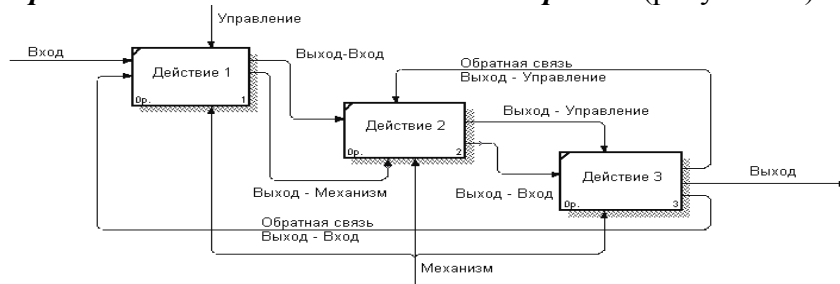 Управление
Вход
Действие 1
0р.
1
Выход-Вход
Обратная связь
Выход - Управление
Действие 2
0р.
2
Выход - Управление
Выход - Механизм
Выход - Вход
Действие 3
0р.
3
Выход
Обратная связь
Выход - Вход
Механизм